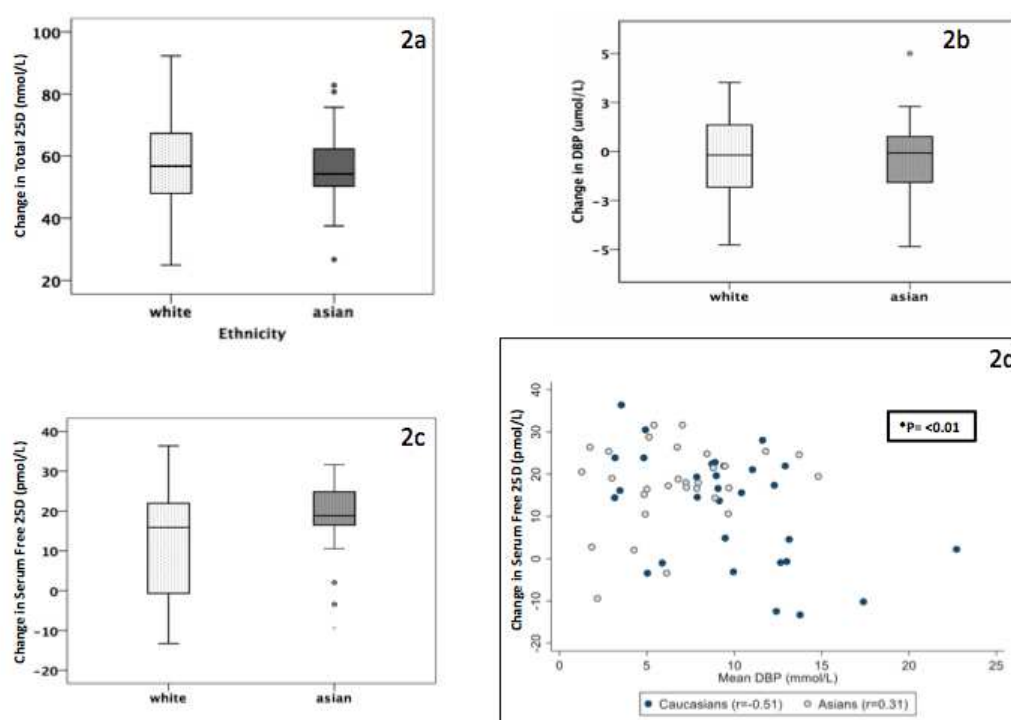 2a
Change in Total 25D (nmol/L)
100
80
60
40
20
white
asian
Ethnicity
2b
Change in DBP (umol/L)
5
3
0
-3
-5
white
asian
2c
Change in Serum Free 25D (pmol/L)
40
30
20
10
0
-10
-20
white
asian
2d
Change in Serum Free 25D (pmol/L)
40
30
20
10
0
-10
-20
*P= <0.01
0 5 10 15 20 25
Mean DBP (mmol/L)
Caucasians (r=-0.51) Asians (r=0.31)